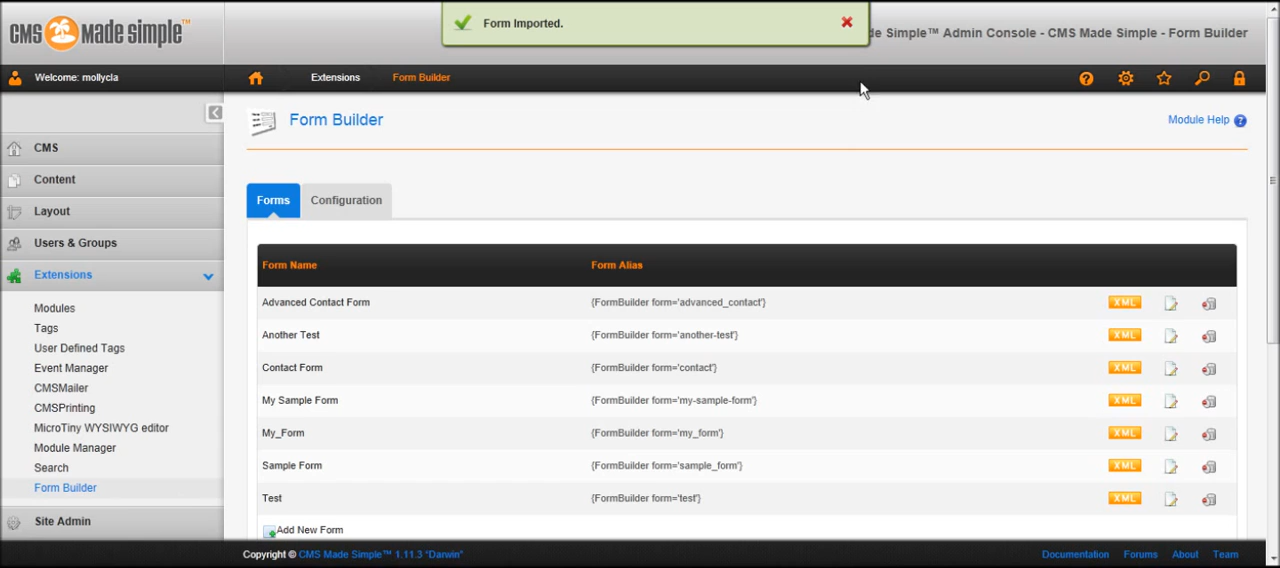 CMS made simple™
Form Imported.
de Simple™ Admin Console - CMS Made Simple - Form Builder
Welcome: mollycla
Extensions
Form Builder
Form Builder
Module Help
CMS
Content
Layout
Users & Groups
Extensions
Modules
Tags
User Defined Tags
Event Manager
CMSMailer
CMSPrinting
MicroTiny WYSIWYG editor
Module Manager
Search
Form Builder
Site Admin
Forms
Configuration
Form Name Form Alias
Advanced Contact Form {FormBuilder form='advanced_contact'} XML
Another Test {FormBuilder form='another-test'} XML
Contact Form {FormBuilder form='contact'} XML
My Sample Form {FormBuilder form='my-sample-form'} XML
My_Form {FormBuilder form='my_form'} XML
Sample Form {FormBuilder form='sample_form'} XML
Test {FormBuilder form='test'} XML
Add New Form
Copyright © CMS Made Simple™ 1.11.3 "Darwin"
Documentation Forums About Team